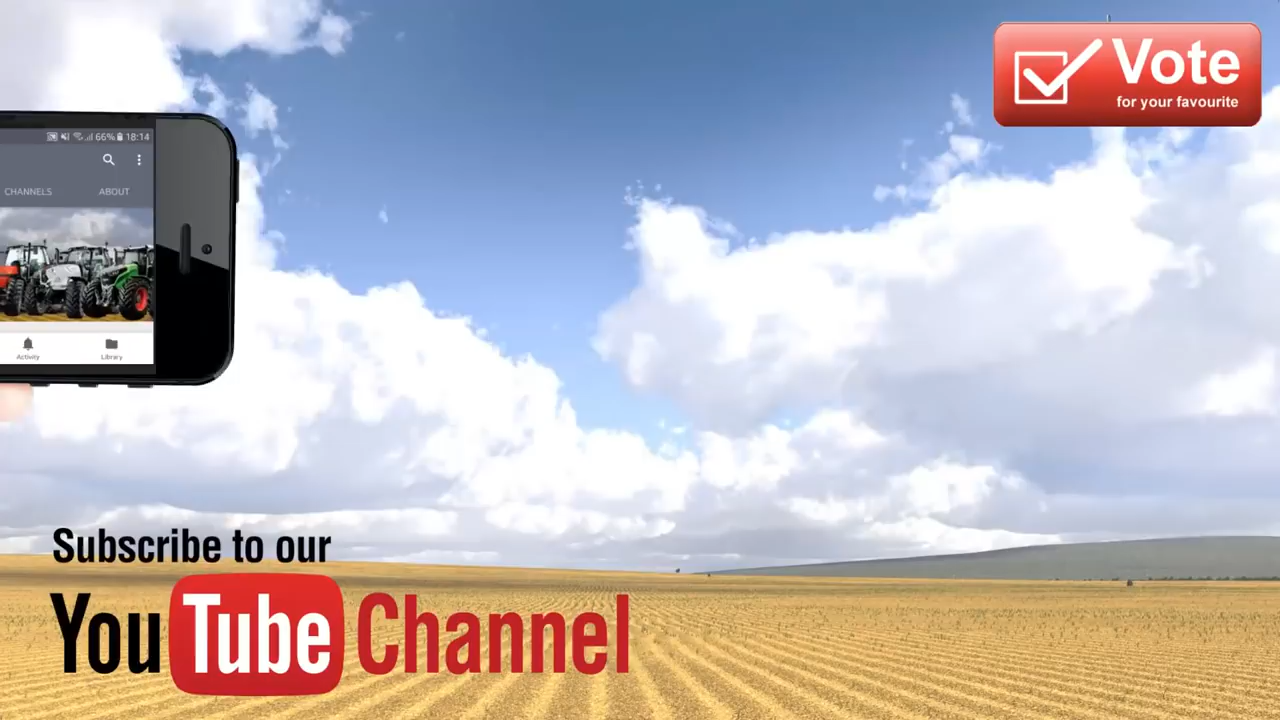 Vote
for your favourite
66% 18:14
CHANNELS ABOUT
Activity Library
Subscribe to our
YouTube Channel